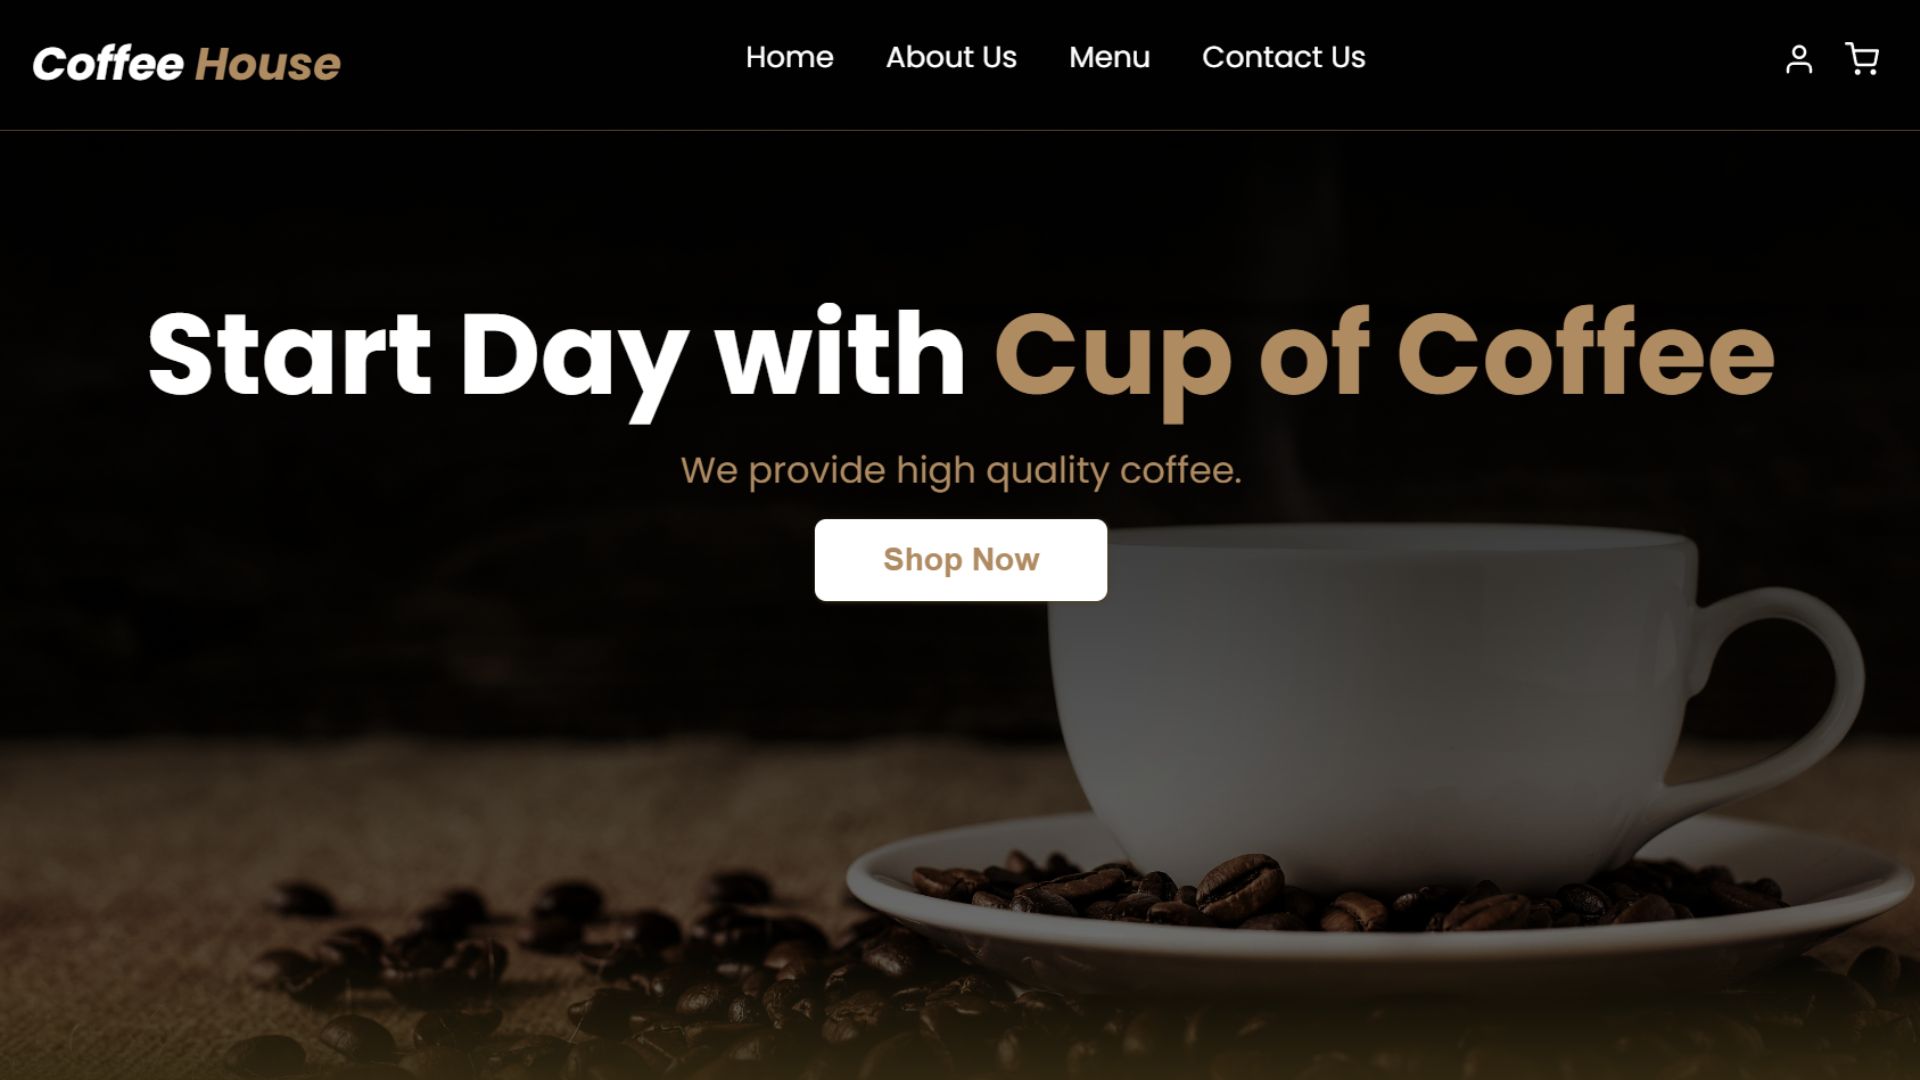 Coffee House
Home About Us Menu Contact Us
Start Day with Cup of Coffee
We provide high quality coffee.
Shop Now